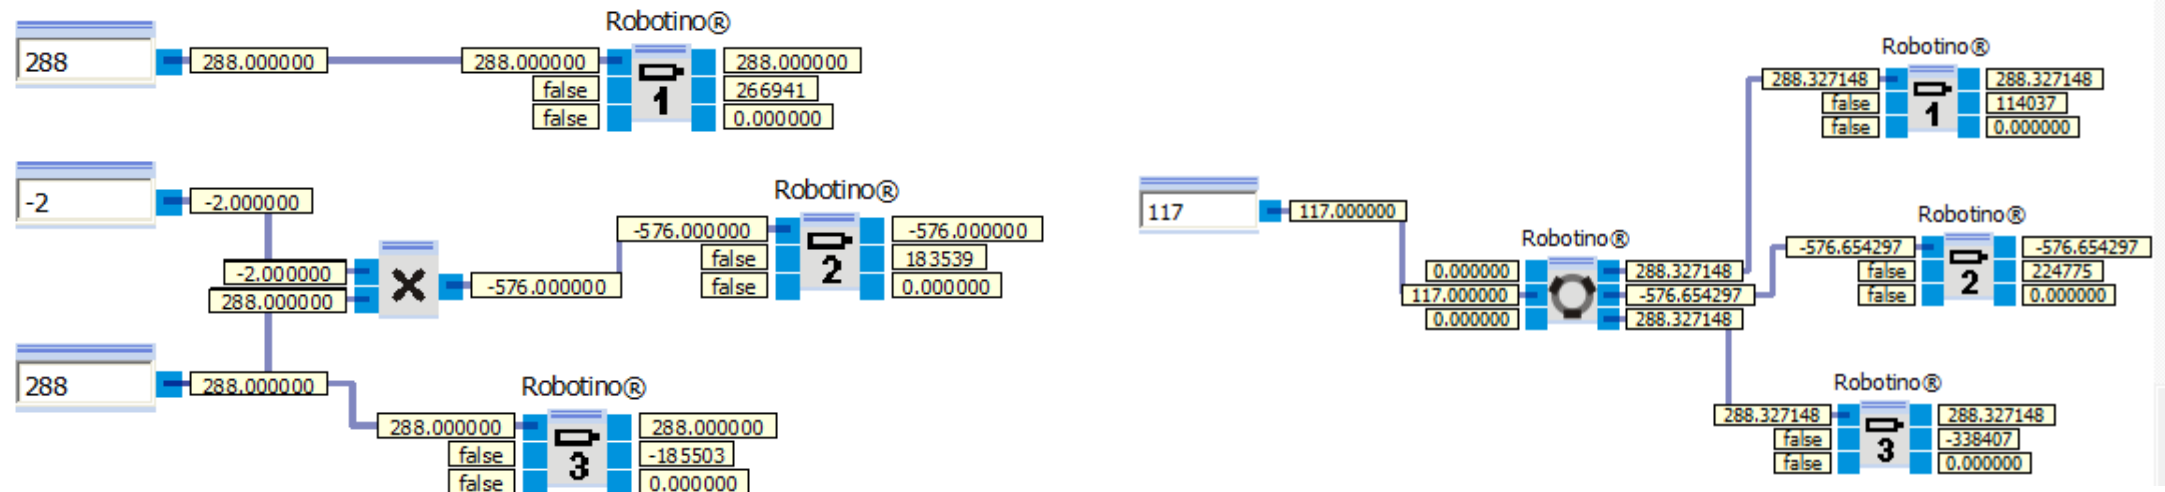 Robotino®
288
288.000000
288.000000
288.000000
false
266941
false
0.000000
1
-2
-2.000000
Robotino®
-576.000000
-576.000000
false
183539
false
0.000000
2
-2.000000
288.000000
-576.000000
288
288.000000
Robotino®
288.000000
288.000000
false
-185503
false
0.000000
3
Robotino®
288.327148
288.327148
false
114037
false
0.000000
1
117
117.000000
Robotino®
0.000000
288.327148
117.000000
-576.654297
0.000000
288.327148
Robotino®
-576.654297
-576.654297
false
224775
false
0.000000
2
Robotino®
288.327148
288.327148
false
-338407
false
0.000000
3